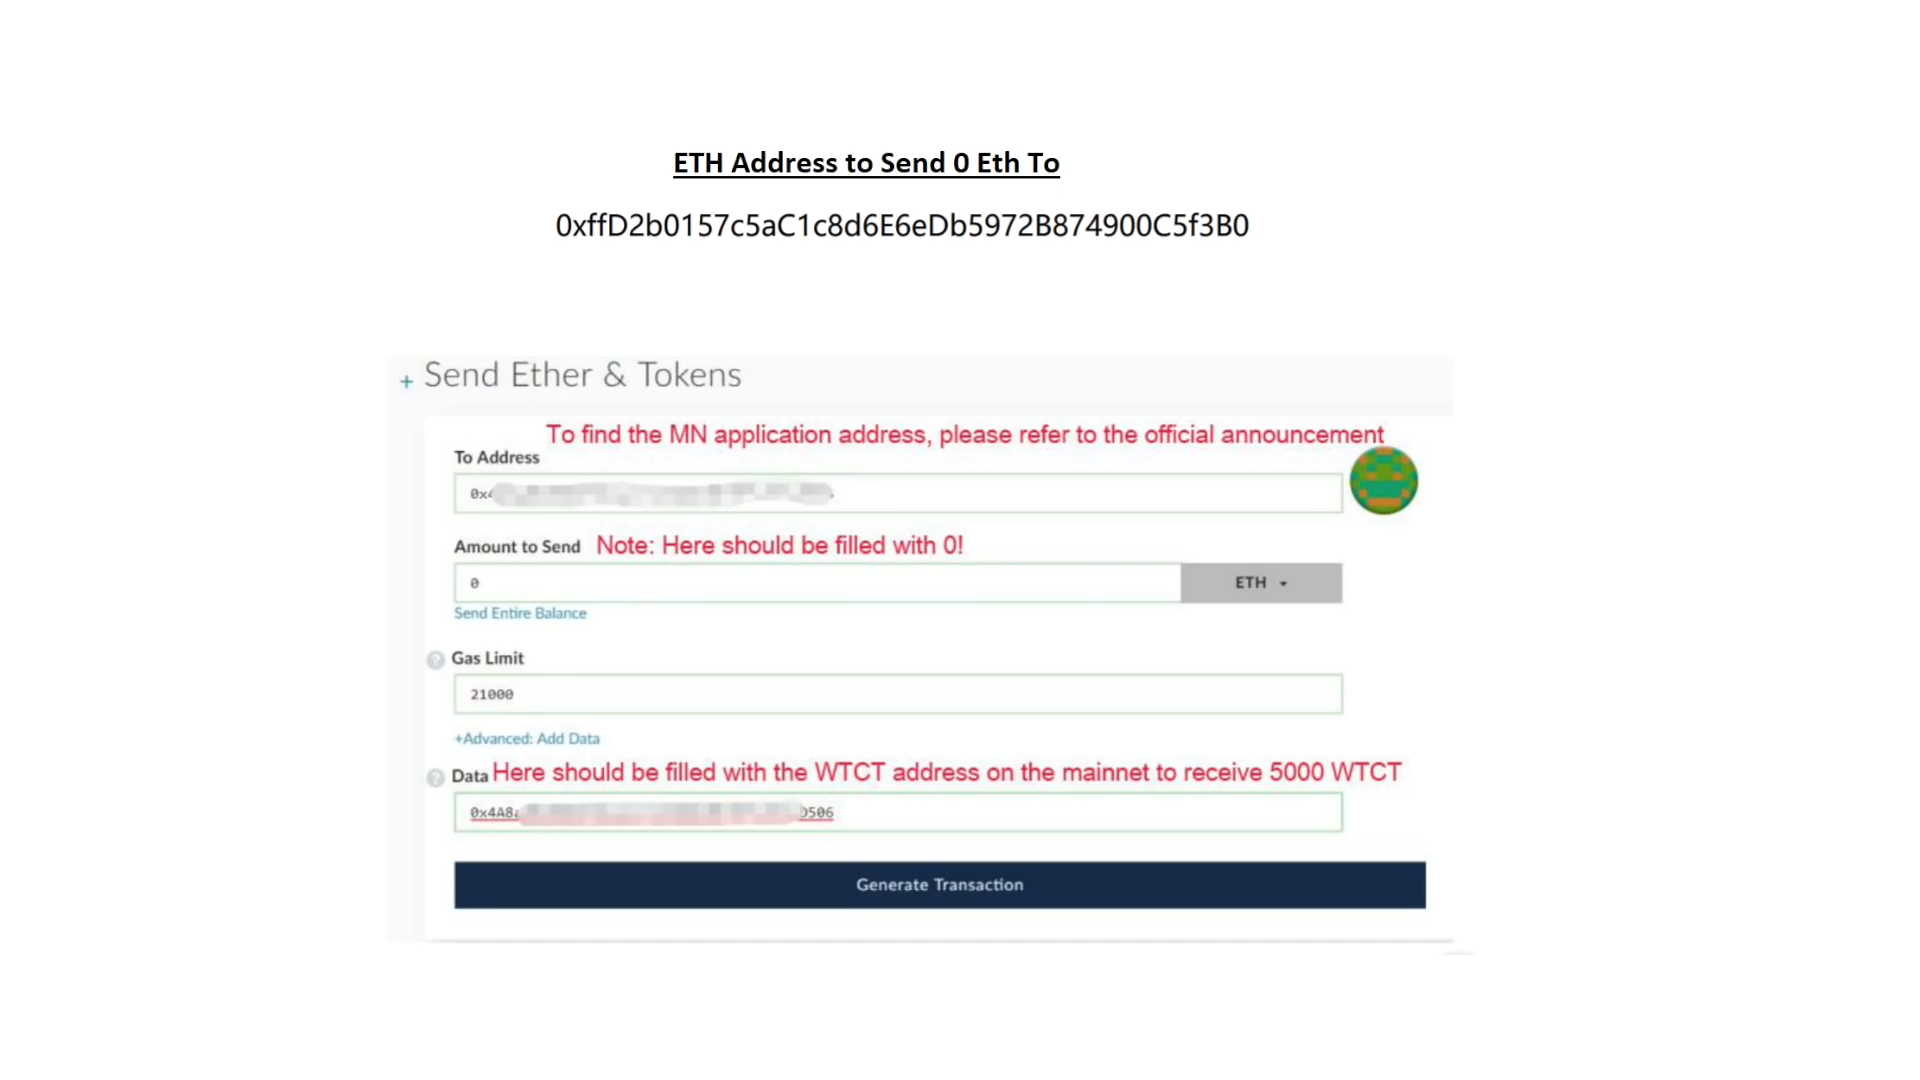 ETH Address to Send 0 Eth To
0xffD2b0157c5aC1c8d6E6eDb5972B874900C5f3B0
+ Send Ether & Tokens
To find the MN application address, please refer to the official announcement
To Address
0x
Amount to Send Note: Here should be filled with 0!
0
ETH
Send Entire Balance
? Gas Limit
21000
+Advanced: Add Data
? Data Here should be filled with the WTCT address on the mainnet to receive 5000 WTCT
0x4A8 D506
Generate Transaction